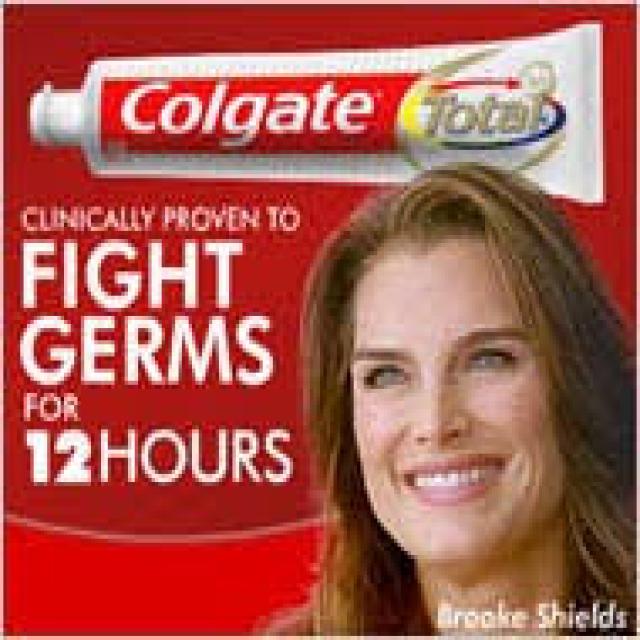 Colgate Total
CLINICALLY PROVEN TO
FIGHT
GERMS
FOR
12 HOURS
Brooke Shields